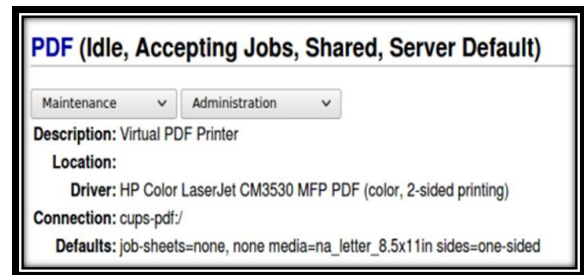 PDF (Idle, Accepting Jobs, Shared, Server Default)
Maintenance Administration
Description: Virtual PDF Printer
Location:
Driver: HP Color LaserJet CM3530 MFP PDF (color, 2-sided printing)
Connection: cups-pdf:/
Defaults: job-sheets=none, none media=na_letter_8.5x11in sides=one-sided